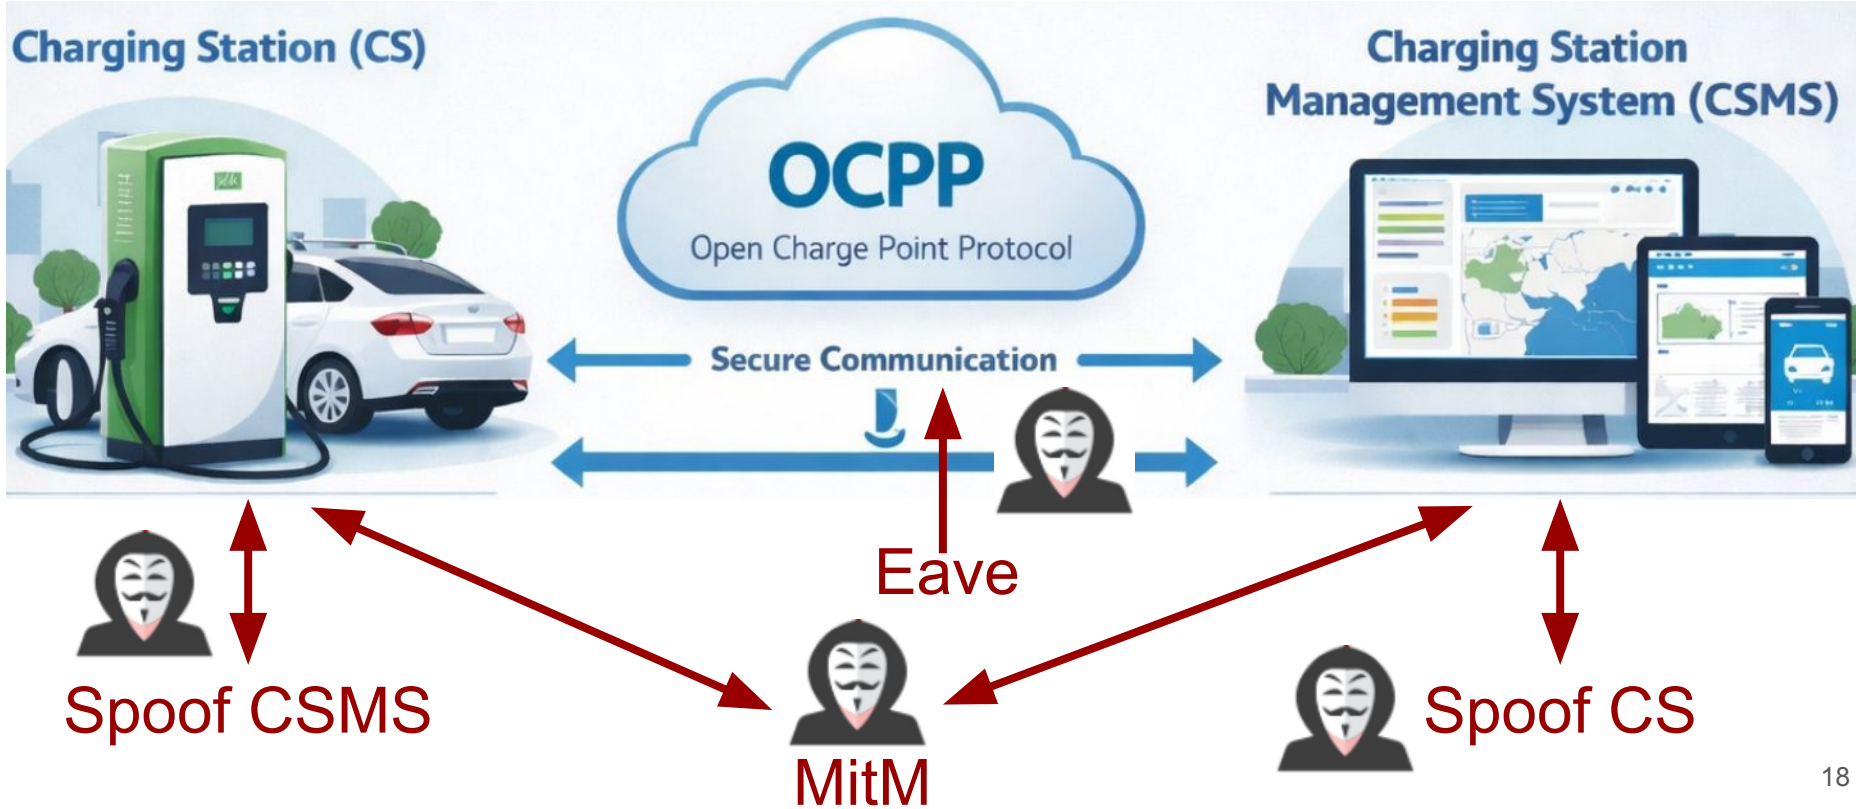 Charging Station (CS)
Charging Station
Management System (CSMS)
OCPP
Open Charge Point Protocol
Secure Communication
Eave
Spoof CSMS
MitM
Spoof CS
18